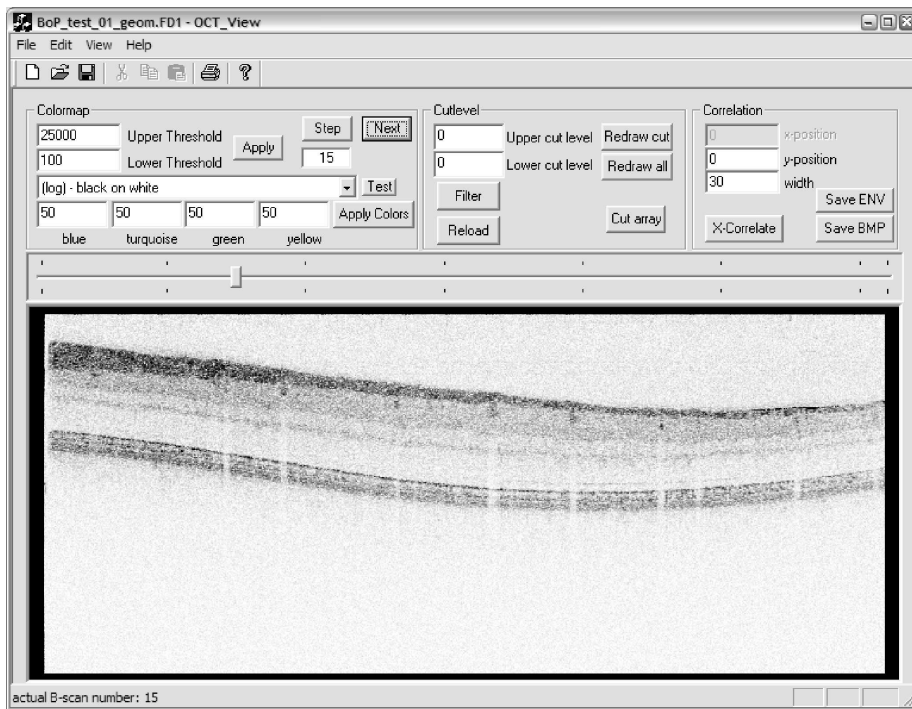 BoP_test_01_geom.FD1 - OCT_View
File Edit View Help
Colormap
25000 Upper Threshold
100 Lower Threshold
Apply
Step Next
15
(log) - black on white
Test
50 50 50 50 Apply Colors
blue turquoise green yellow
Cutlevel
0 Upper cut level Redraw cut
0 Lower cut level Redraw all
Filter
Reload
Cut array
Correlation
0 x-position
0 y-position
30 width
Save ENV
X-Correlate Save BMP
actual B-scan number: 15